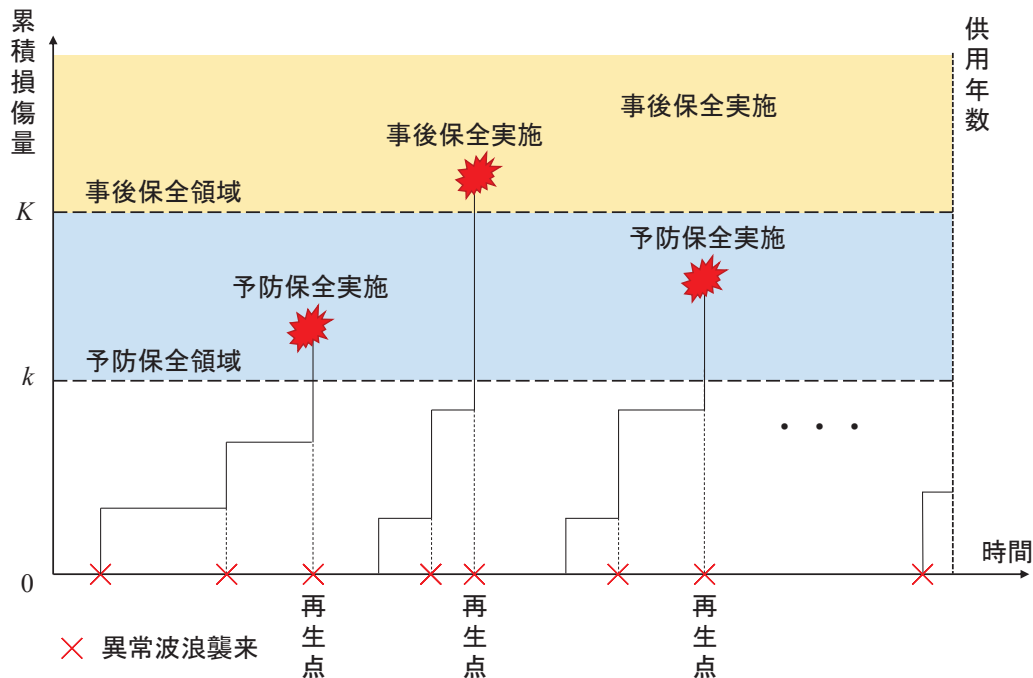 累積損傷量
供用年数
事後保全実施
事後保全実施
事後保全領域
K
予防保全実施
予防保全実施
予防保全領域
k
・・・
時間
0
再生点
再生点
再生点
× 異常波浪襲来